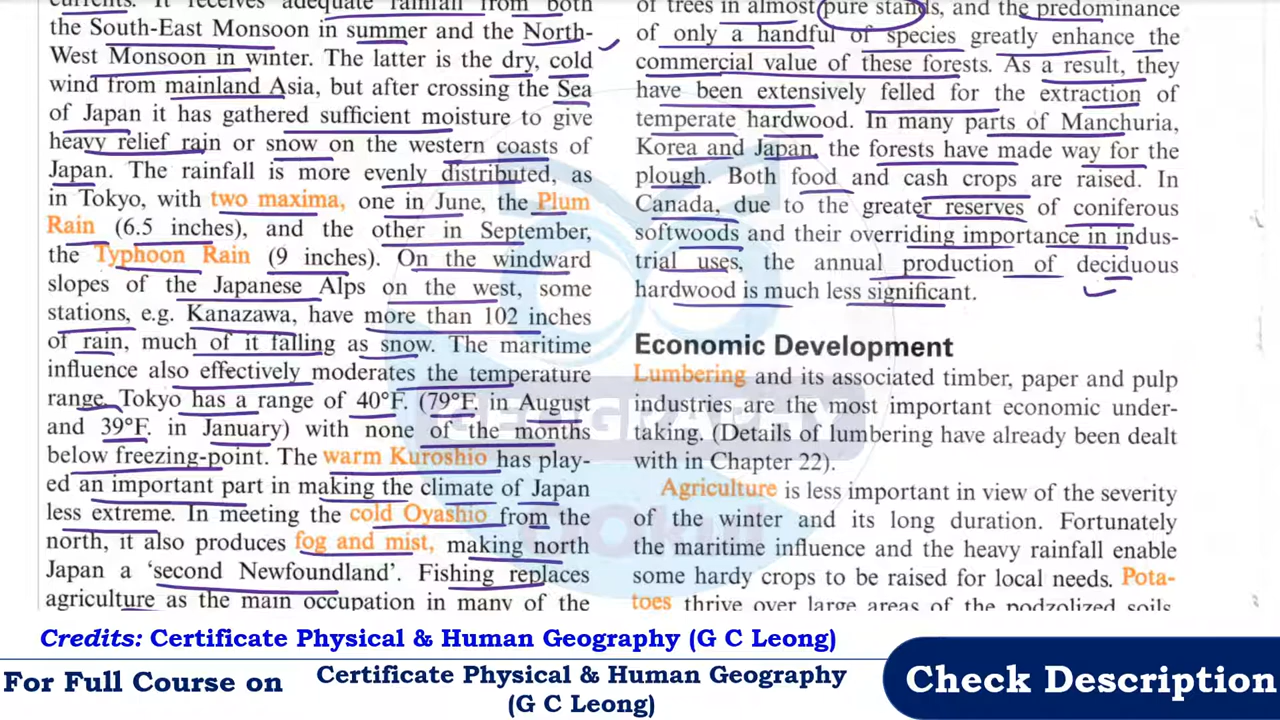 currents. It receives adequate rainfall from both
the South-East Monsoon in summer and the North-
West Monsoon in winter. The latter is the dry, cold
wind from mainland Asia, but after crossing the Sea
of Japan it has gathered sufficient moisture to give
heavy relief rain or snow on the western coasts of
Japan. The rainfall is more evenly distributed, as
in Tokyo, with two maxima, one in June, the Plum
Rain (6.5 inches), and the other in September,
the Typhoon Rain (9 inches). On the windward
slopes of the Japanese Alps on the west, some
stations, e.g. Kanazawa, have more than 102 inches
of rain, much of it falling as snow. The maritime
influence also effectively moderates the temperature
range. Tokyo has a range of 40°F. (79°F. in August
and 39°F. in January) with none of the months
below freezing-point. The warm Kuroshio has play-
ed an important part in making the climate of Japan
less extreme. In meeting the cold Oyashio from the
north, it also produces fog and mist, making north
Japan a 'second Newfoundland'. Fishing replaces
agriculture as the main occupation in many of the
of trees in almost pure stands, and the predominance
of only a handful of species greatly enhance the
commercial value of these forests. As a result, they
have been extensively felled for the extraction of
temperate hardwood. In many parts of Manchuria,
Korea and Japan, the forests have made way for the
plough. Both food and cash crops are raised. In
Canada, due to the greater reserves of coniferous
softwoods and their overriding importance in indus-
trial uses, the annual production of deciduous
hardwood is much less significant.
Economic Development
Lumbering and its associated timber, paper and pulp
industries are the most important economic under-
taking. (Details of lumbering have already been dealt
with in Chapter 22).
Agriculture is less important in view of the severity
of the winter and its long duration. Fortunately
the maritime influence and the heavy rainfall enable
some hardy crops to be raised for local needs. Pota-
toes thrive over large areas of the podzolized soils,
GEOGRAPHY
Credits: Certificate Physical & Human Geography (G C Leong)
For Full Course on
Certificate Physical & Human Geography
(G C Leong)
Check Description